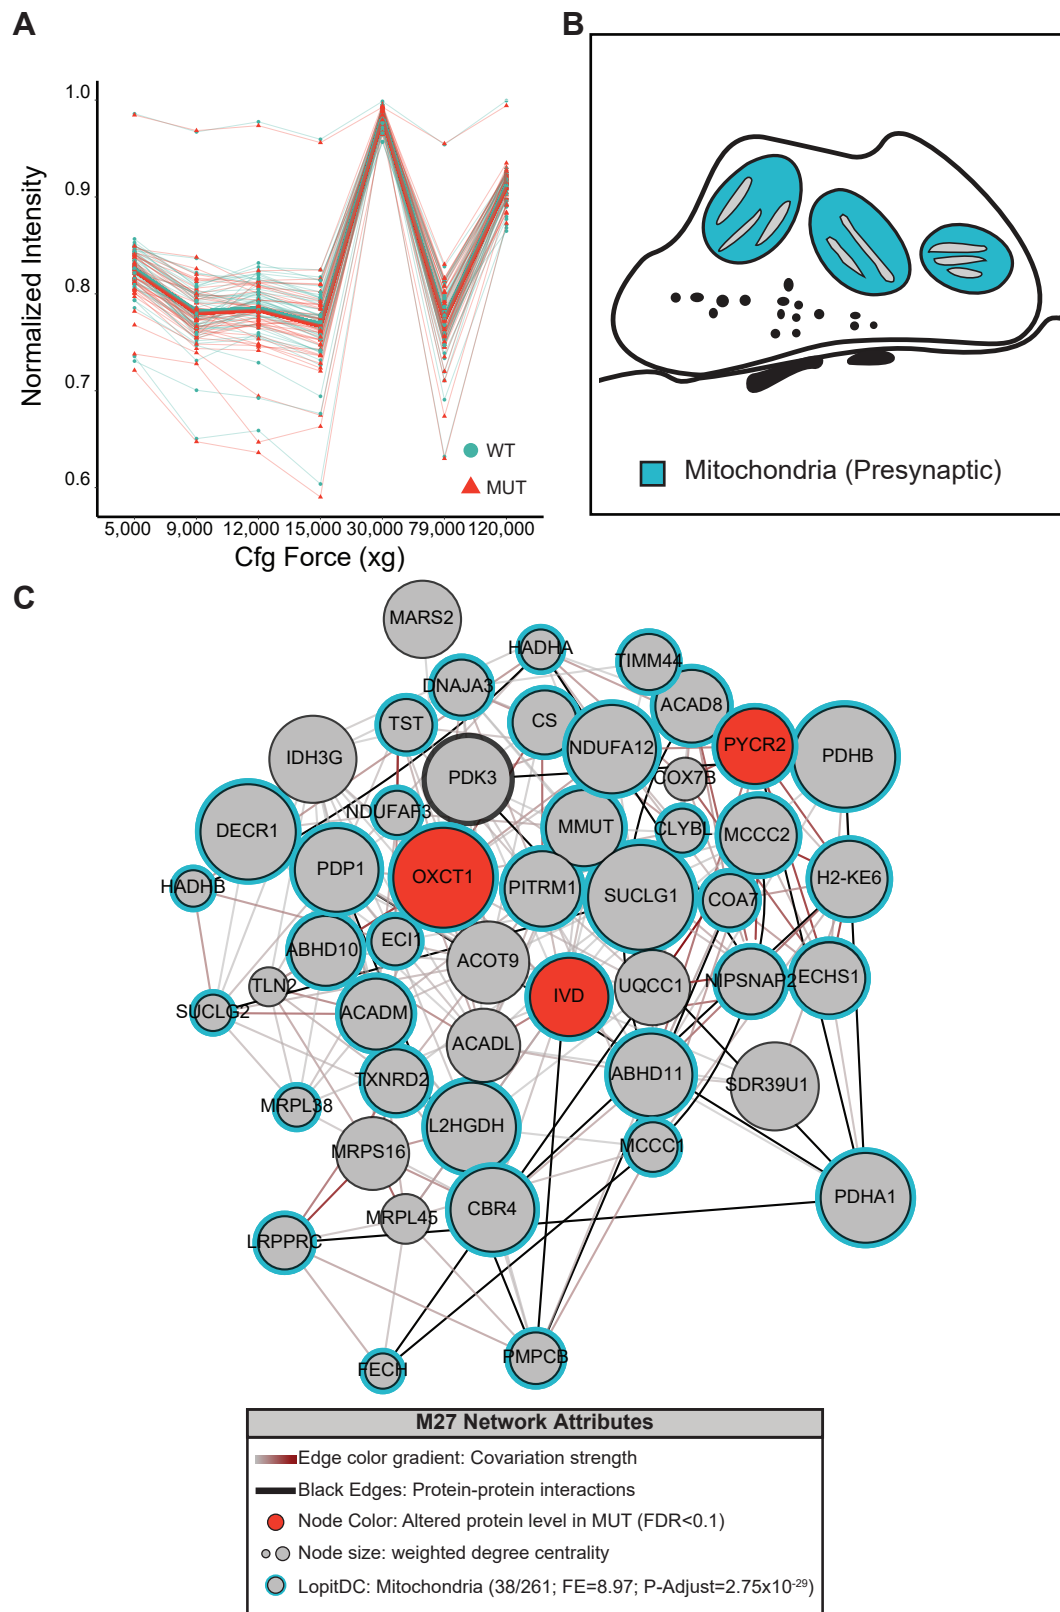 A
B
1.0
0.9
0.8
0.7
0.6
Normalized Intensity
WT
MUT
5,000 9,000 12,000 15,000 30,000 79,000 120,000
Cfg Force (xg)
Mitochondria (Presynaptic)
C
MARS2
HADHA
TIMM44
DNAJA3
ACAD8
TST
CS
NDUFA12
PYCR2
IDH3G
PDHB
PDK3
COX7B
NDUFAF3
DECR1
MMUT
CLYBL
MCCC2
PDP1
OXCT1
PITRM1
SUCLG1
H2-KE6
HADHB
COA7
ABHD10
ECI1
ACOT9
UQCC1
NIPSNAP2
ECHS1
TLN2
IVD
SUCLG2
ACADM
ACADL
TXNRD2
ABHD11
SDR39U1
MRPL38
L2HGDH
MRPS16
MCCC1
PDHA1
MRPL45
CBR4
LRPPRC
PMPCB
FECH
M27 Network Attributes
Edge color gradient: Covariation strength
Black Edges: Protein-protein interactions
Node Color: Altered protein level in MUT (FDR<0.1)
Node size: weighted degree centrality
LopitDC: Mitochondria (38/261; FE=8.97; P-Adjust=2.75x10⁻²⁹)